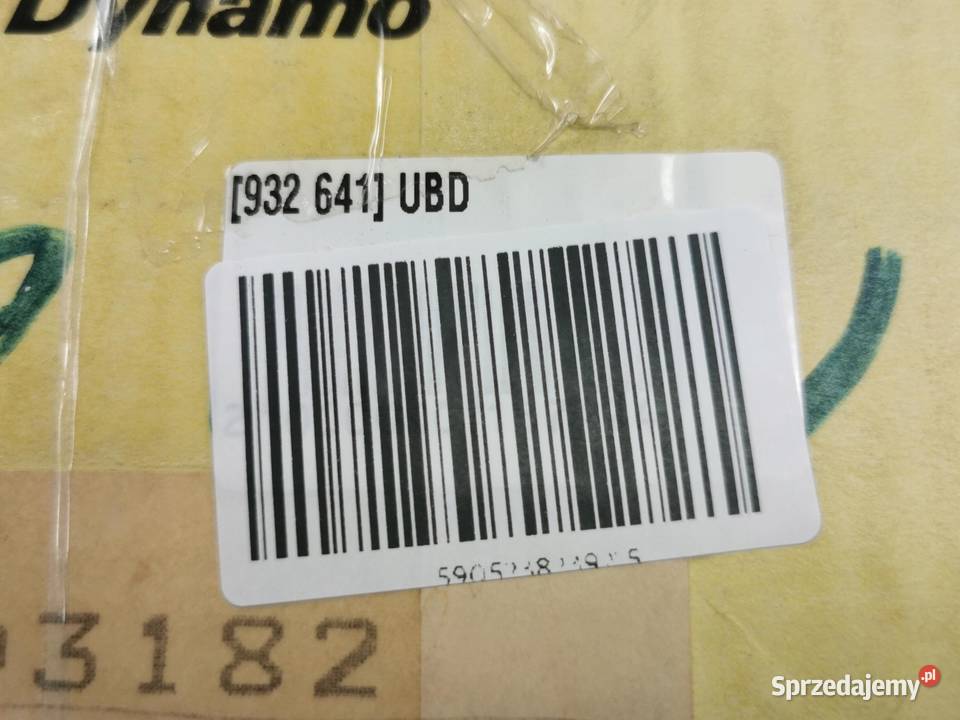 Dynamo
[932 641] UBD
3182
Sprzedajemy.pl